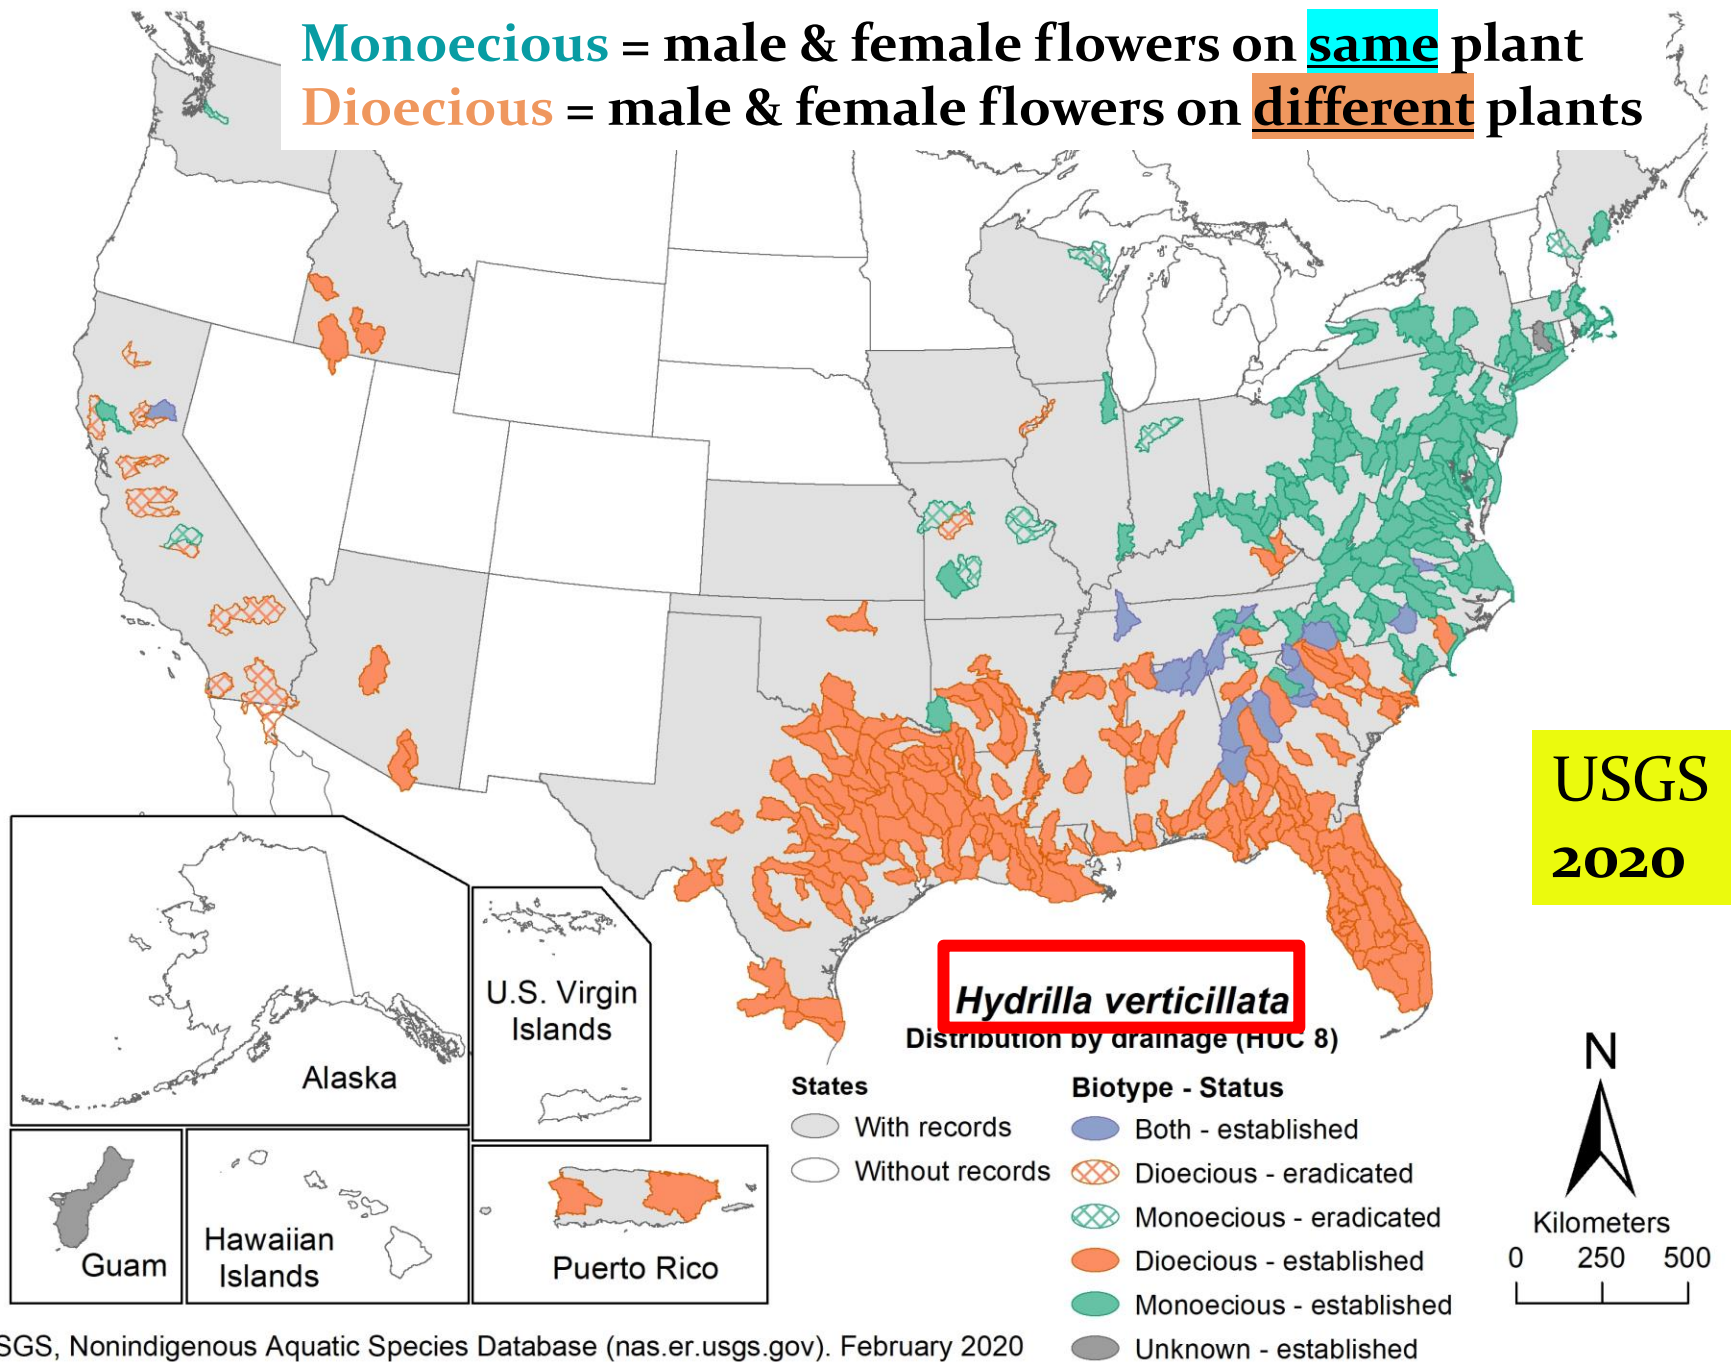 Monoecious = male & female flowers on same plant
Dioecious = male & female flowers on different plants
USGS
2020
Hydrilla verticillata
Distribution by drainage (HUC 8)
States
With records
Without records
Biotype - Status
Both - established
Dioecious - eradicated
Monoecious - eradicated
Dioecious - established
Monoecious - established
Unknown - established
N
Kilometers
0 250 500
Alaska
U.S. Virgin
Islands
Guam
Hawaiian
Islands
Puerto Rico
SGS, Nonindigenous Aquatic Species Database (nas.er.usgs.gov). February 2020